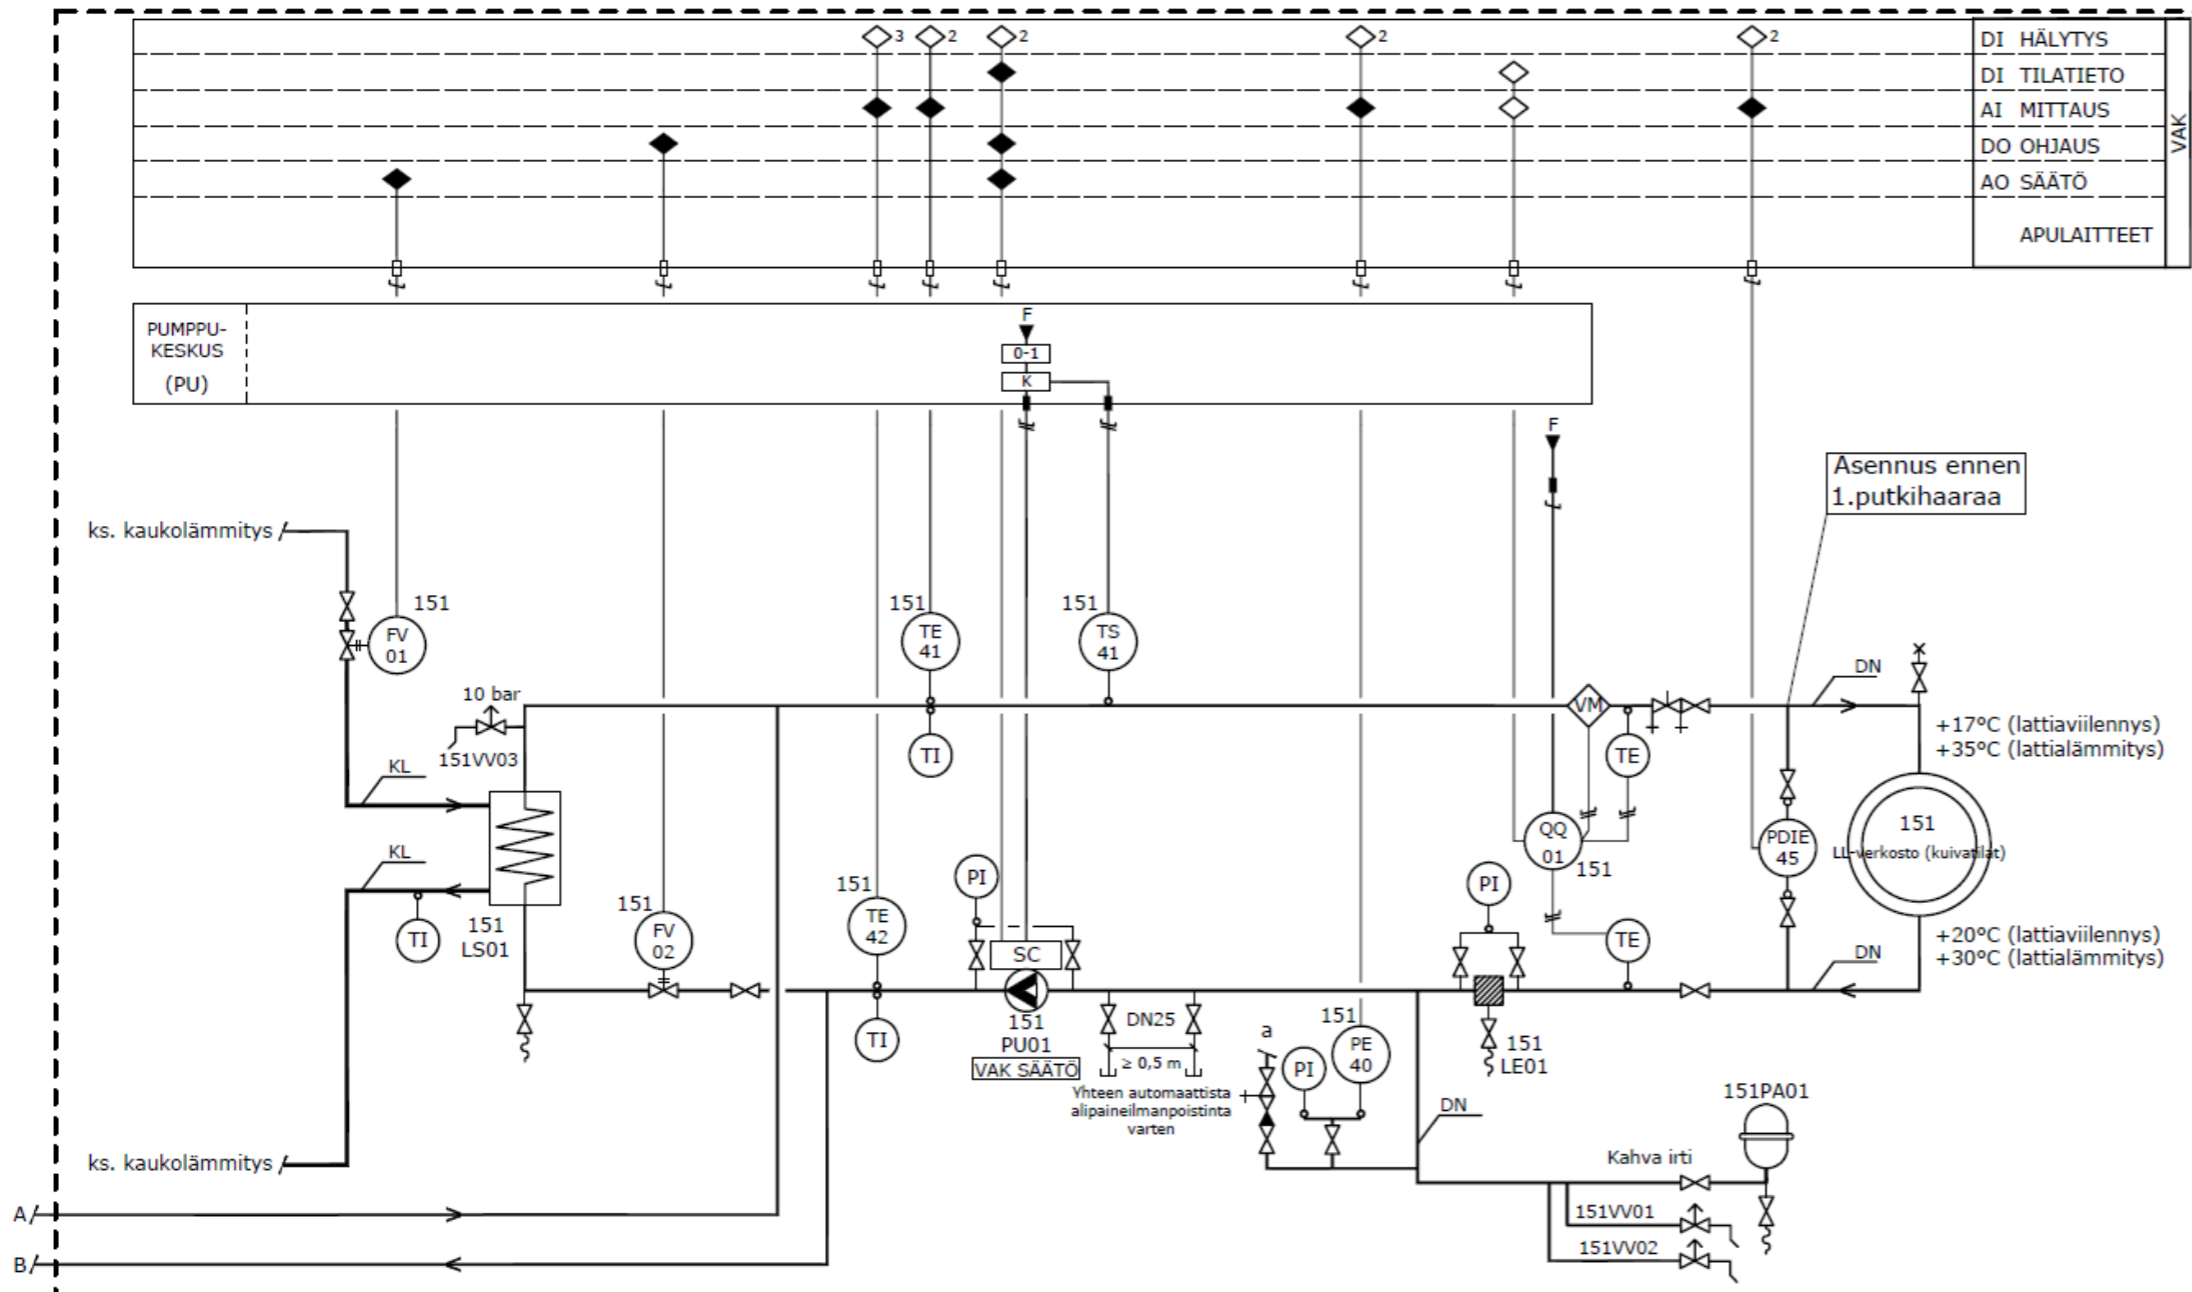 3
2
2
2
2
DI HÄLYTYS
DI TILATIETO
AI MITTAUS
DO OHJAUS
AO SÄÄTÖ
APULAITTEET
VAK
PUMPPU-
KESKUS
(PU)
F
0-1
K
F
Asennus ennen
1.putkihaaraa
ks. kaukolämmitys
151
FV
01
151
TE
41
151
TS
41
10 bar
151VV03
TI
VM
TE
DN
+17°C (lattiaviilennys)
+35°C (lattialämmitys)
KL
KL
TI
151
LS01
151
FV
02
151
TE
42
TI
PI
SC
151
PU01
VAK SÄÄTÖ
QQ
01
151
PI
TE
PDIE
45
151
LL-verkosto (kuivatilat)
+20°C (lattiaviilennys)
+30°C (lattialämmitys)
DN
DN25
≥ 0,5 m
Yhteen automaattista
alipaineilmanpoistinta
varten
a
PI
151
PE
40
151
LE01
DN
151PA01
Kahva irti
151VV01
151VV02
ks. kaukolämmitys
A
B